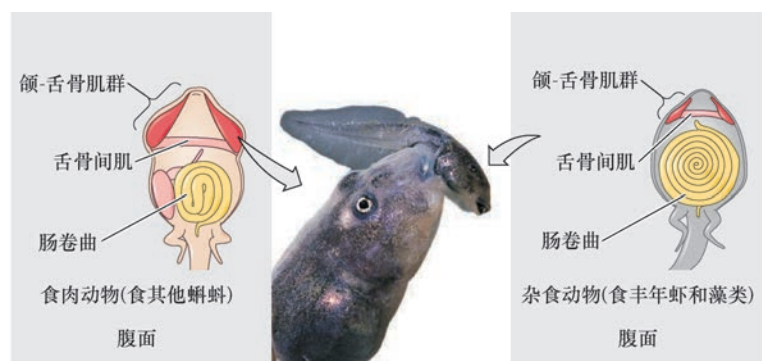 颌-舌骨肌群
舌骨间肌
肠卷曲
食肉动物(食其他蝌蚪)
腹面
颌-舌骨肌群
舌骨间肌
肠卷曲
杂食动物(食丰年虾和藻类)
腹面